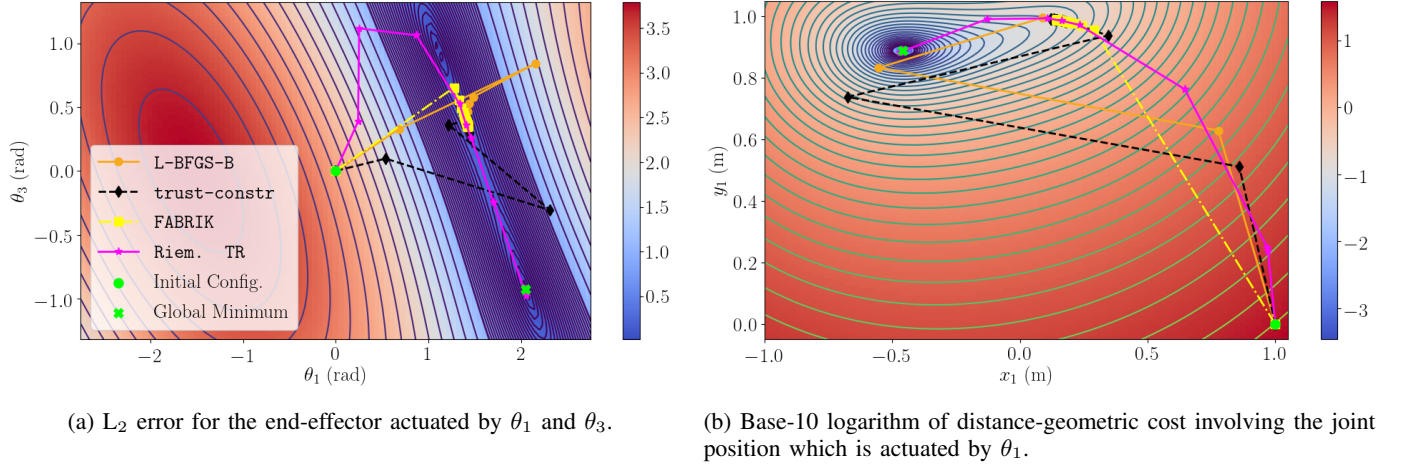 1.0
0.5
0.0
−0.5
−1.0
θ₃ (rad)
L-BFGS-B
trust-constr
FABRIK
Riem. TR
Initial Config.
Global Minimum
−2
−1
0
1
2
θ₁ (rad)
3.5
3.0
2.5
2.0
1.5
1.0
0.5
1.0
0.8
0.6
0.4
0.2
0.0
y₁ (m)
−1.0
−0.5
0.0
0.5
1.0
x₁ (m)
1
0
−1
−2
−3
(a) L₂ error for the end-effector actuated by θ₁ and θ₃.
(b) Base-10 logarithm of distance-geometric cost involving the joint
position which is actuated by θ₁.